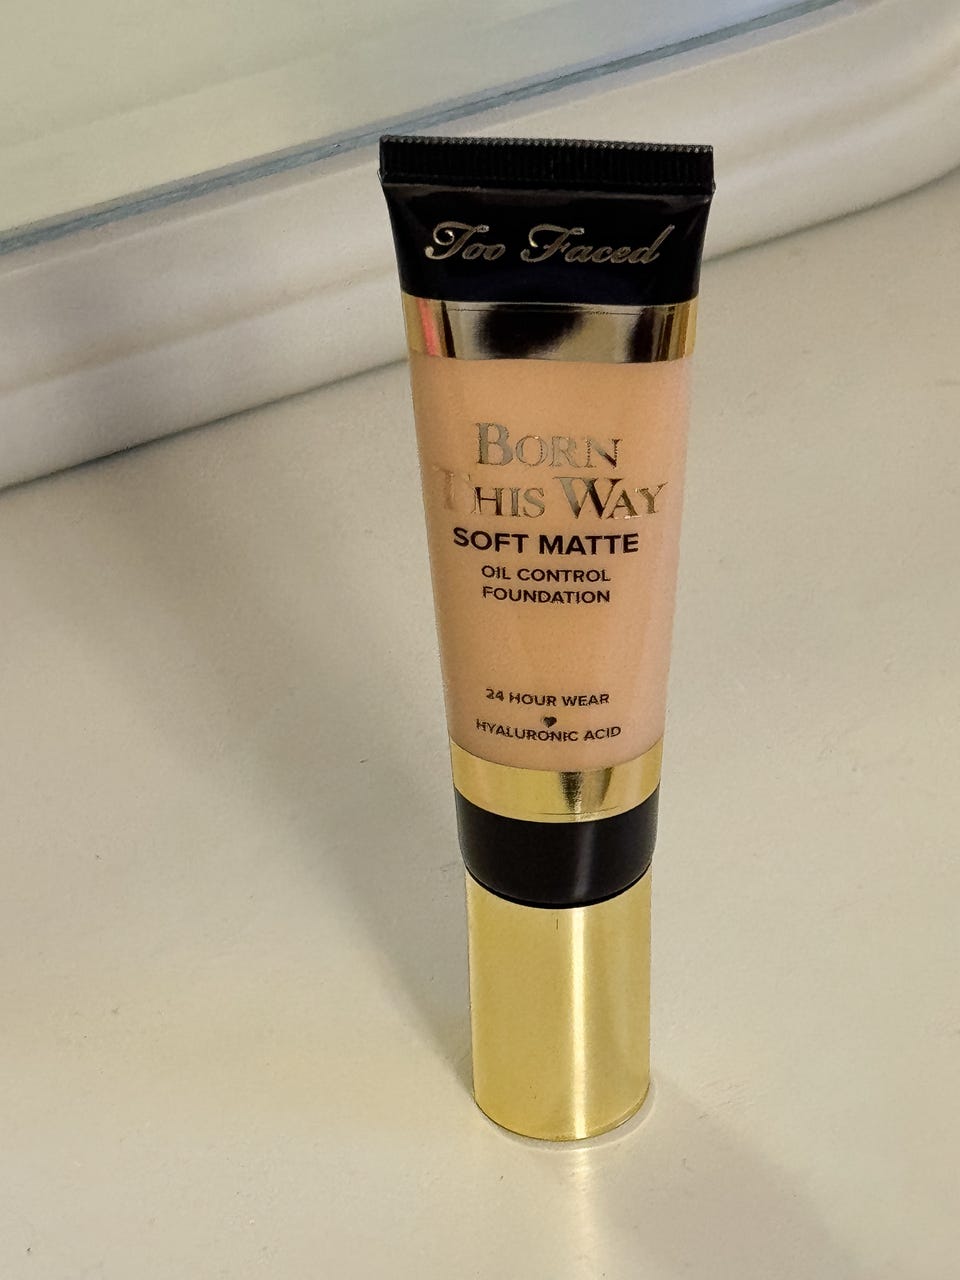 Too Faced
BORN
THIS WAY
SOFT MATTE
OIL CONTROL
FOUNDATION
24 HOUR WEAR
HYALURONIC ACID